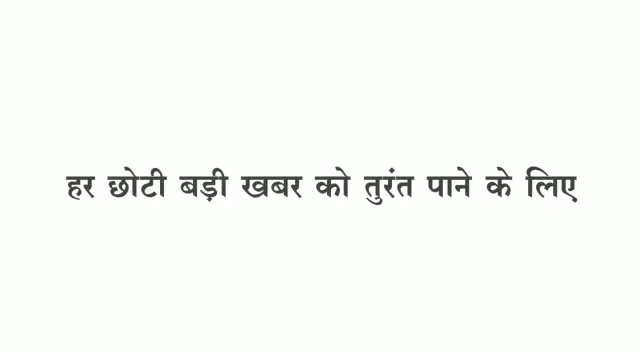 हर छोटी बड़ी खबर को तुरंत पाने के लिए